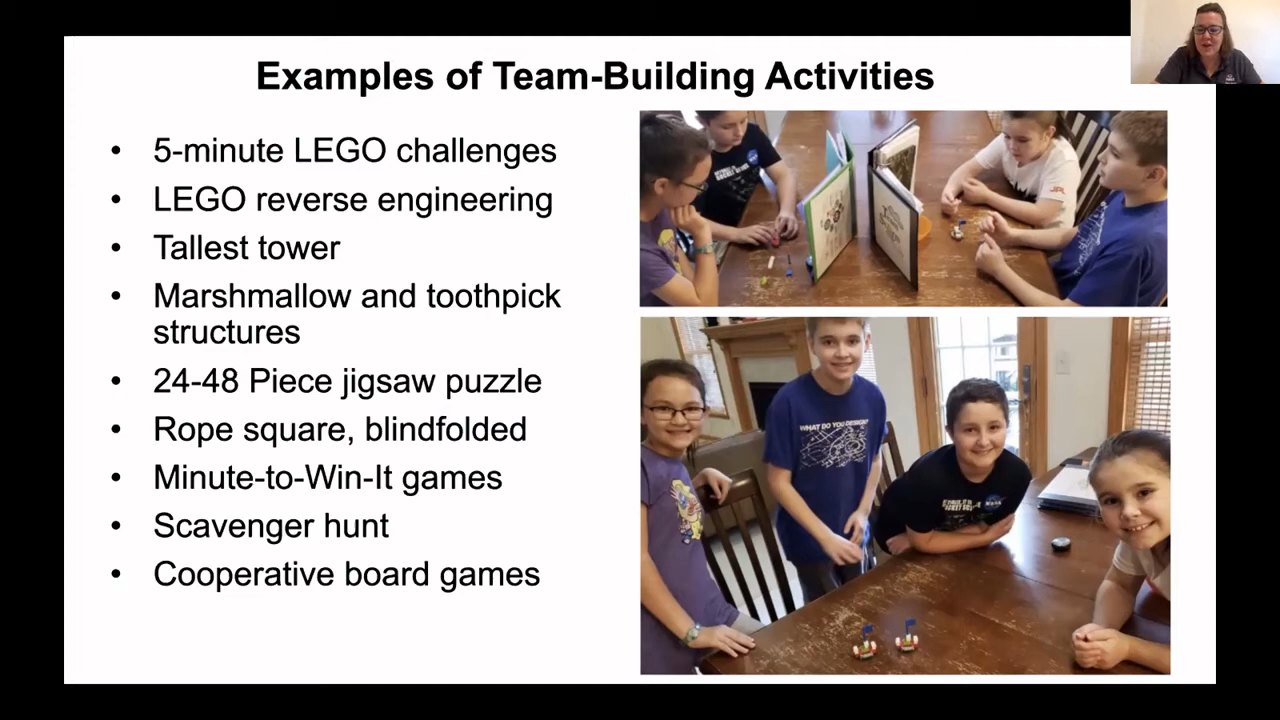 Examples of Team-Building Activities
• 5-minute LEGO challenges
• LEGO reverse engineering
• Tallest tower
• Marshmallow and toothpick
structures
• 24-48 Piece jigsaw puzzle
• Rope square, blindfolded
• Minute-to-Win-It games
• Scavenger hunt
• Cooperative board games
JPL
WHAT DO YOU DESIGN?
NASA